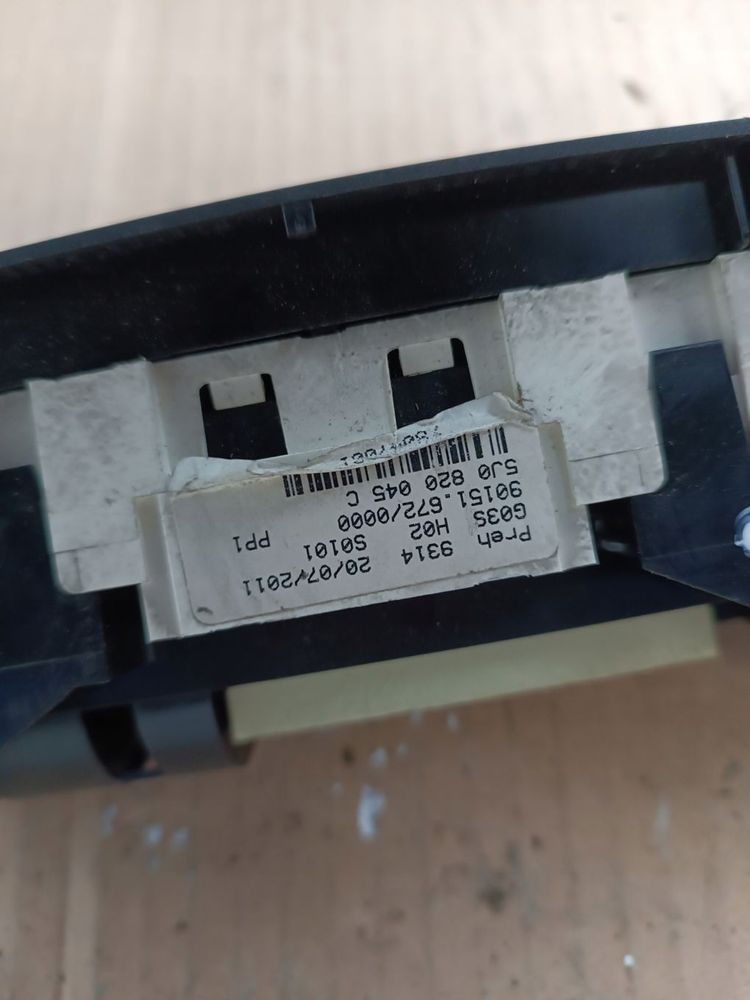 Preh 9314 20/07/2011
G03S H02 S0101
90151.672/0000 PP1
5J0 820 045 C